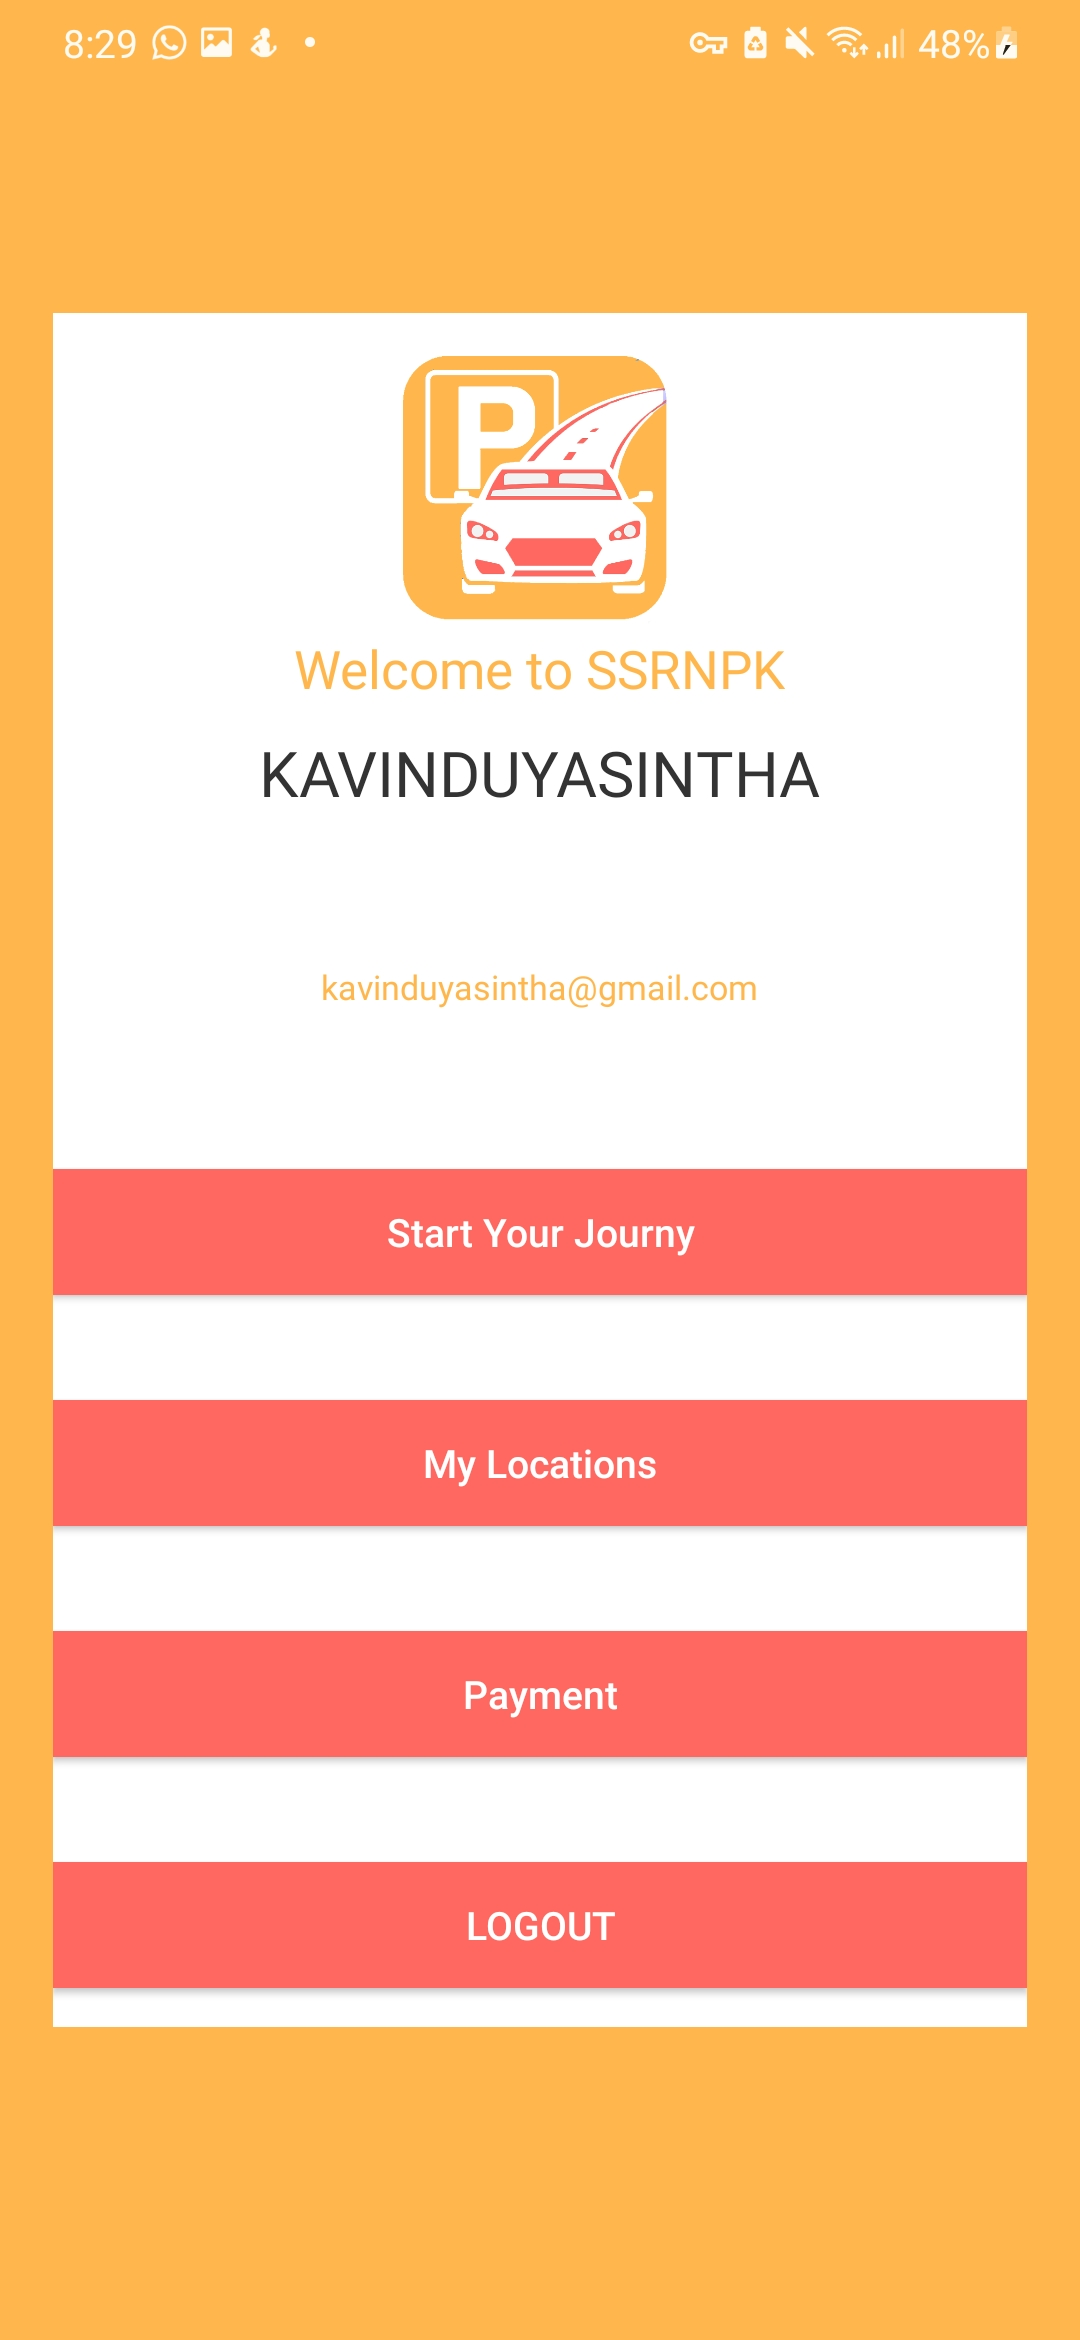 8:29
48%
P
Welcome to SSRNPK
KAVINDUYASINTHA
kavinduyasintha@gmail.com
Start Your Journy
My Locations
Payment
LOGOUT